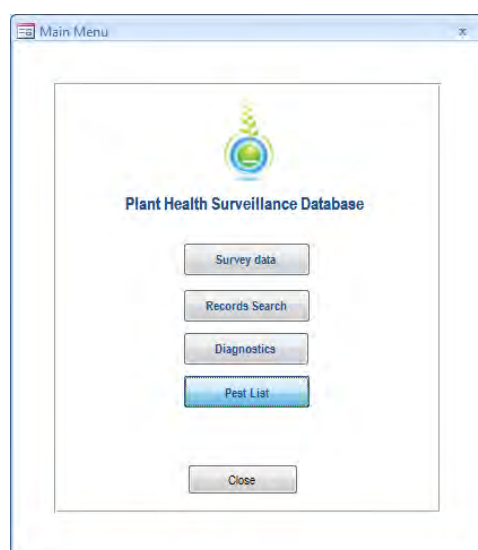 Main Menu
Plant Health Surveillance Database
Survey data
Records Search
Diagnostics
Pest List
Close